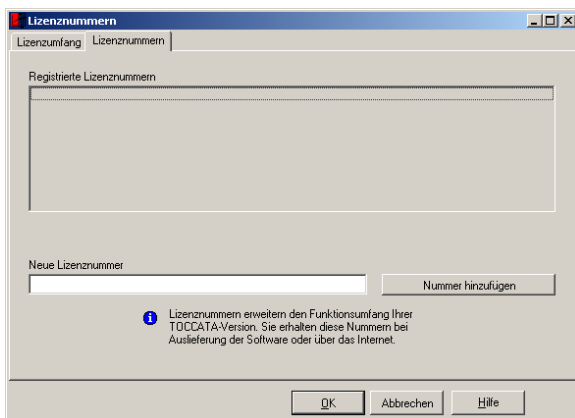 Lizenznummern
Lizenzumfang Lizenznummern
Registrierte Lizenznummern
Neue Lizenznummer
Nummer hinzufügen
Lizenznummern erweitern den Funktionsumfang Ihrer
TOCCATA-Version. Sie erhalten diese Nummern bei
Auslieferung der Software oder über das Internet.
OK Abbrechen Hilfe